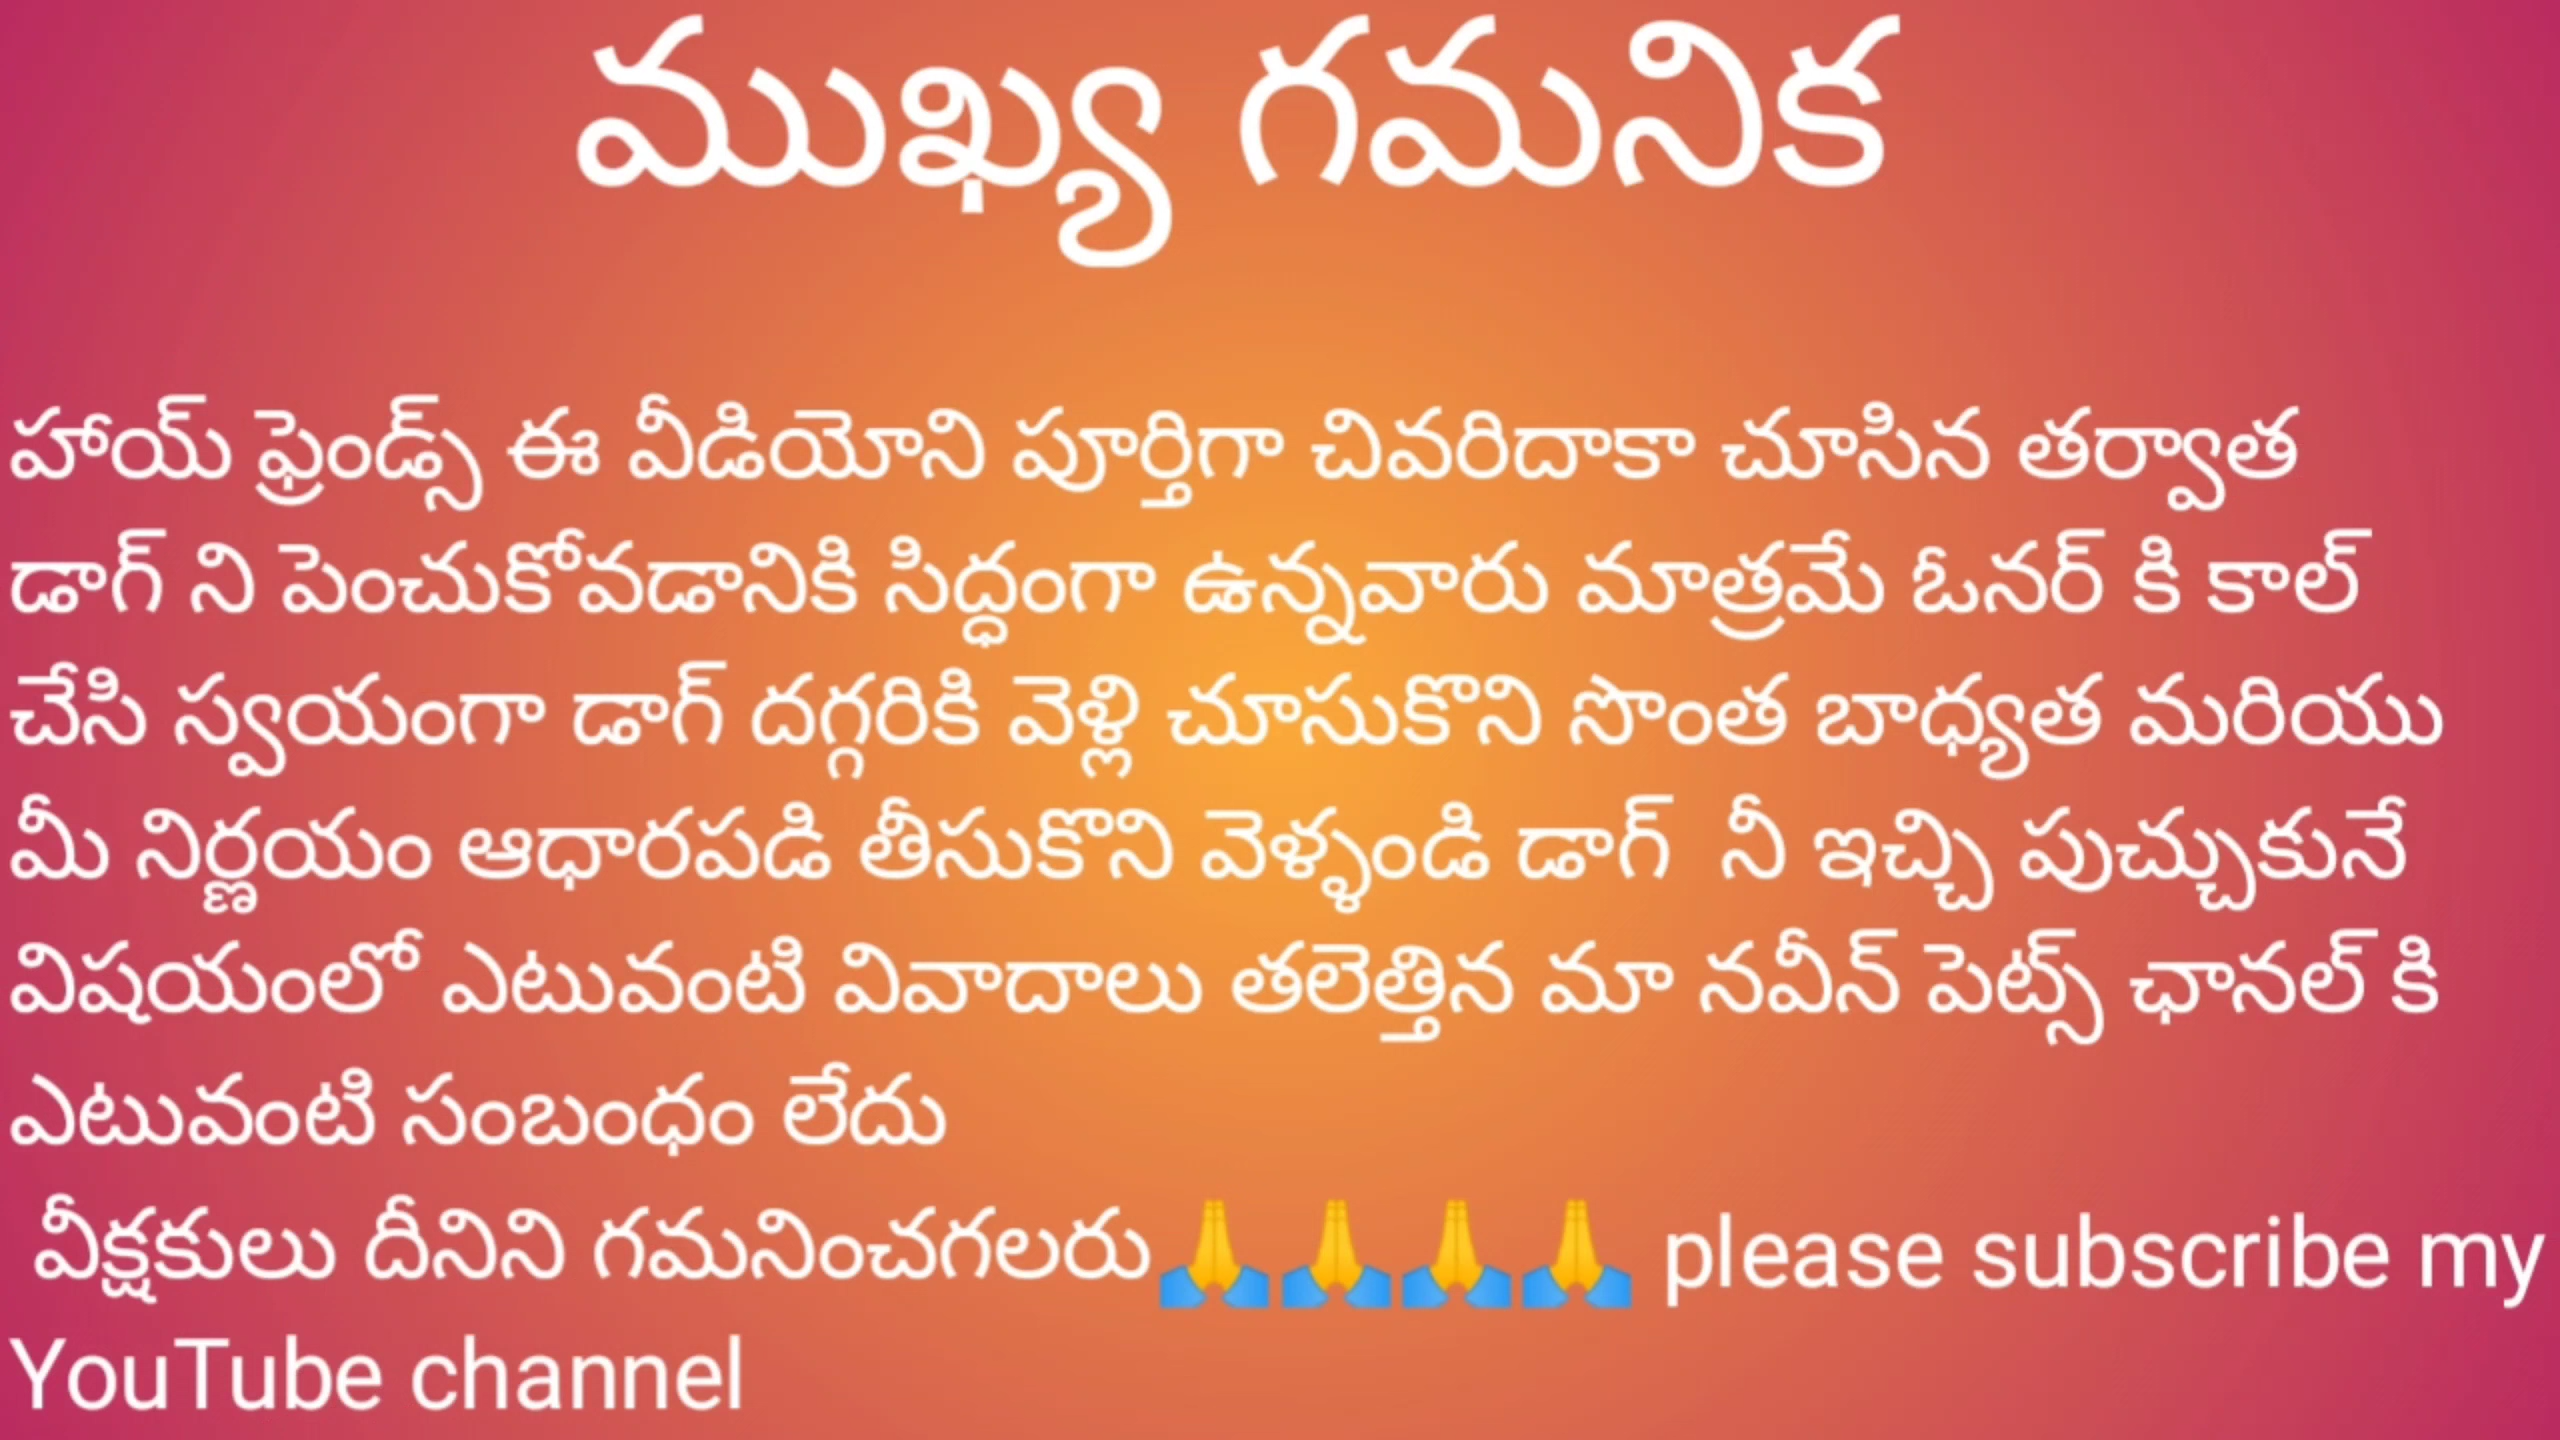 ముఖ్య గమనిక
హాయ్ ఫ్రెండ్స్ ఈ వీడియోని పూర్తిగా చివరిదాకా చూసిన తర్వాత
డాగ్ ని పెంచుకోవడానికి సిద్ధంగా ఉన్నవారు మాత్రమే ఓనర్ కి కాల్
చేసి స్వయంగా డాగ్ దగ్గరికి వెళ్లి చూసుకొని సొంత బాధ్యత మరియు
మీ నిర్ణయం ఆధారపడి తీసుకొని వెళ్ళండి డాగ్  నీ ఇచ్చి పుచ్చుకునే
విషయంలో ఎటువంటి వివాదాలు తలెత్తిన మా నవీన్ పెట్స్ ఛానల్ కి
ఎటువంటి సంబంధం లేదు
వీక్షకులు దీనిని గమనించగలరు🙏🙏🙏🙏 please subscribe my
YouTube channel